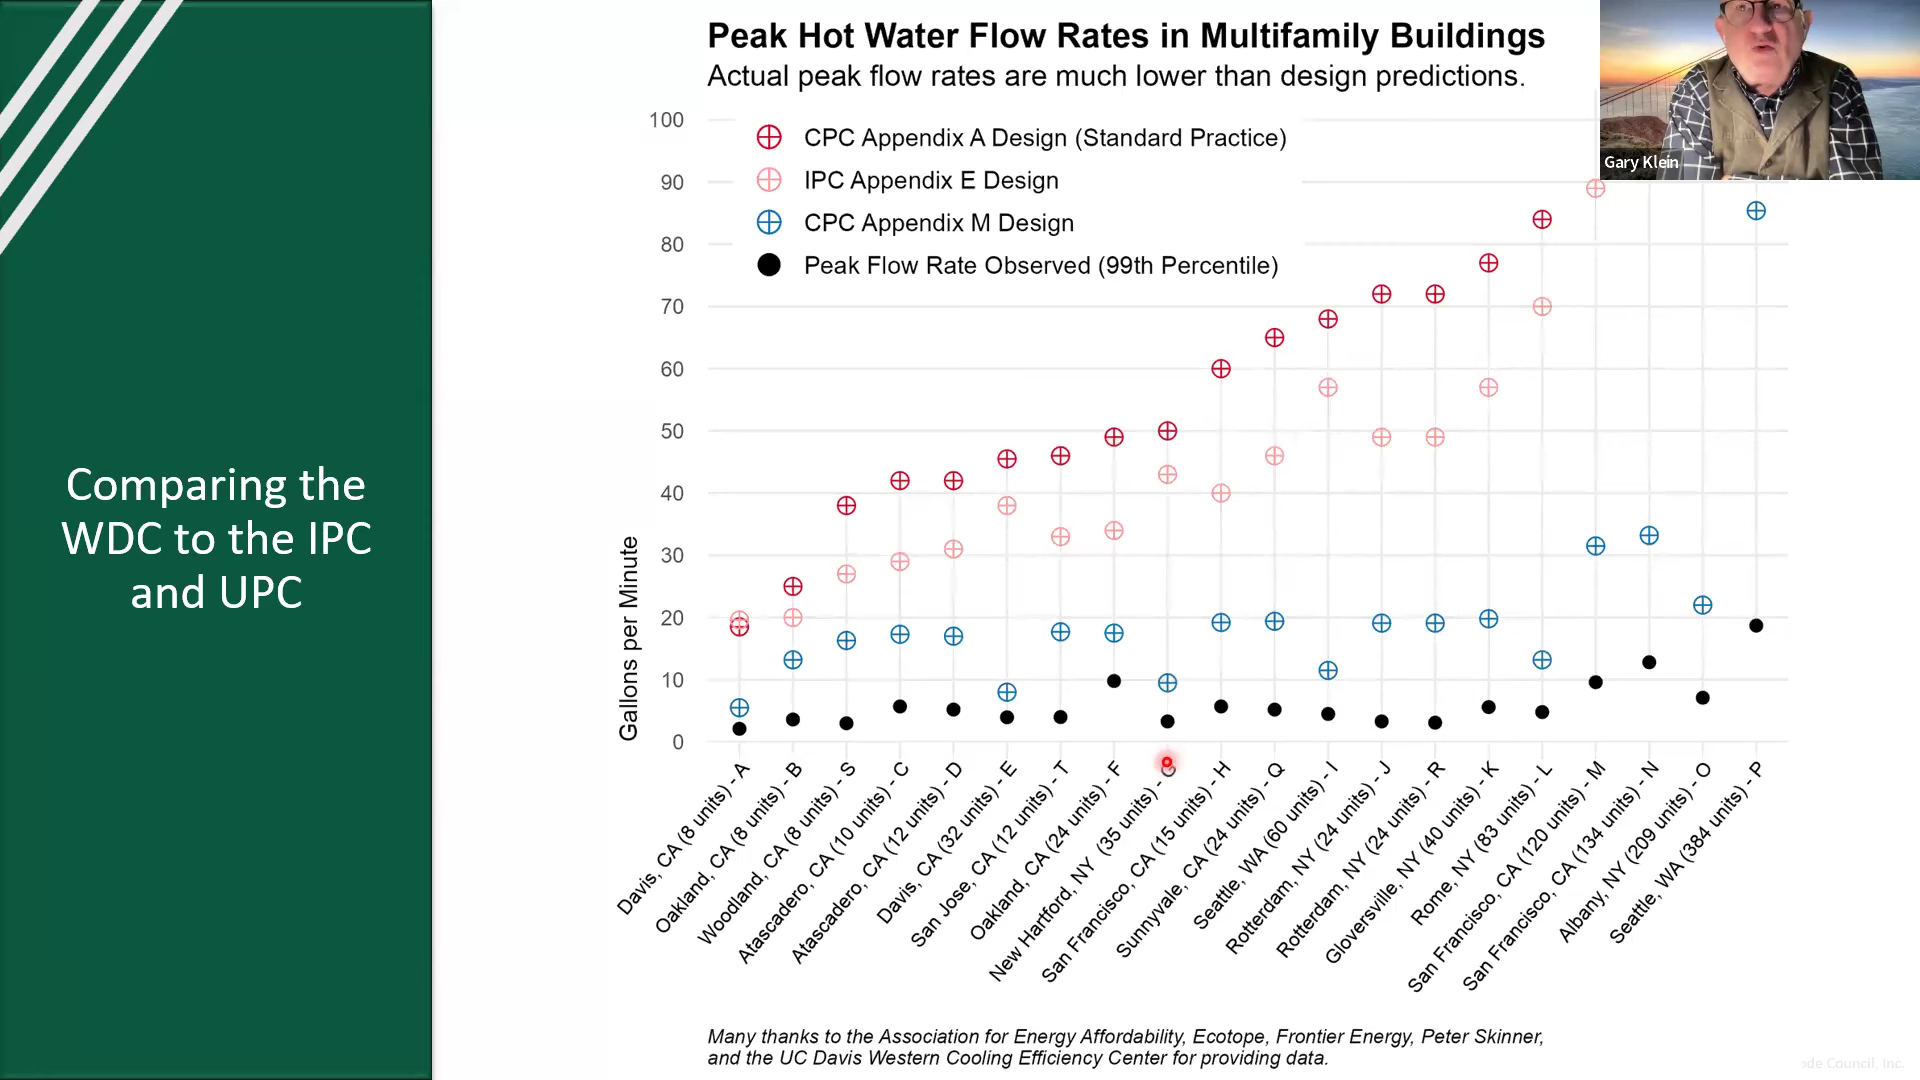 Comparing the
WDC to the IPC
and UPC
Peak Hot Water Flow Rates in Multifamily Buildings
Actual peak flow rates are much lower than design predictions.
Gary Klein
CPC Appendix A Design (Standard Practice)
IPC Appendix E Design
CPC Appendix M Design
Peak Flow Rate Observed (99th Percentile)
Gallons per Minute
100
90
80
70
60
50
40
30
20
10
0
Davis, CA (8 units) - A
Oakland, CA (8 units) - B
Woodland, CA (8 units) - S
Atascadero, CA (10 units) - C
Atascadero, CA (12 units) - D
Davis, CA (32 units) - E
San Jose, CA (12 units) - T
Oakland, CA (24 units) - F
New Hartford, NY (35 units) - G
San Francisco, CA (15 units) - H
Sunnyvale, CA (24 units) - Q
Seattle, WA (60 units) - I
Rotterdam, NY (24 units) - J
Rotterdam, NY (24 units) - R
Gloversville, NY (40 units) - K
Rome, NY (83 units) - L
San Francisco, CA (120 units) - M
San Francisco, CA (134 units) - N
Albany, NY (209 units) - O
Seattle, WA (384 units) - P
Many thanks to the Association for Energy Affordability, Ecotope, Frontier Energy, Peter Skinner,
and the UC Davis Western Cooling Efficiency Center for providing data.
Council, Inc.